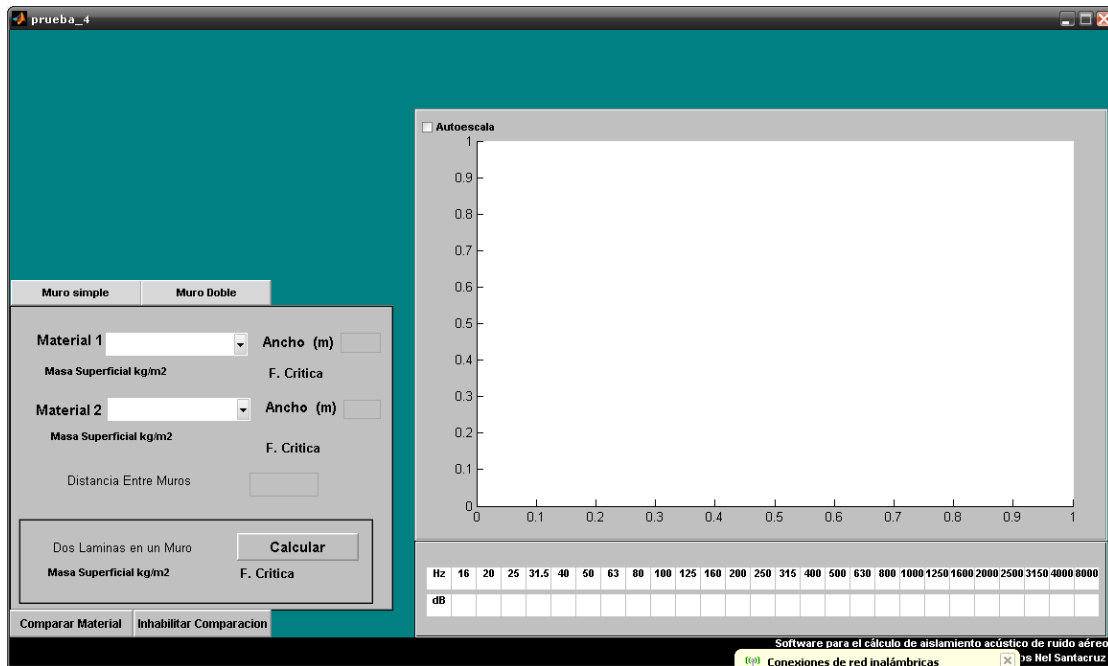 prueba_4
Autoescala
1
0.9
0.8
0.7
0.6
0.5
0.4
0.3
0.2
0.1
0
0 0.1 0.2 0.3 0.4 0.5 0.6 0.7 0.8 0.9 1
Muro simple Muro Doble
Material 1 Ancho (m)
Masa Superficial kg/m2 F. Critica
Material 2 Ancho (m)
Masa Superficial kg/m2
F. Critica
Distancia Entre Muros
Dos Laminas en un Muro Calcular
Masa Superficial kg/m2 F. Critica
Comparar Material Inhabilitar Comparacion
Hz 16 20 25 31.5 40 50 63 80 100 125 160 200 250 315 400 500 630 800 1000 1250 1600 2000 2500 3150 4000 8000
dB
Software para el cálculo de aislamiento acústico de ruido aéreo
Conexiones de red inalámbricas
os Nel Santacruz